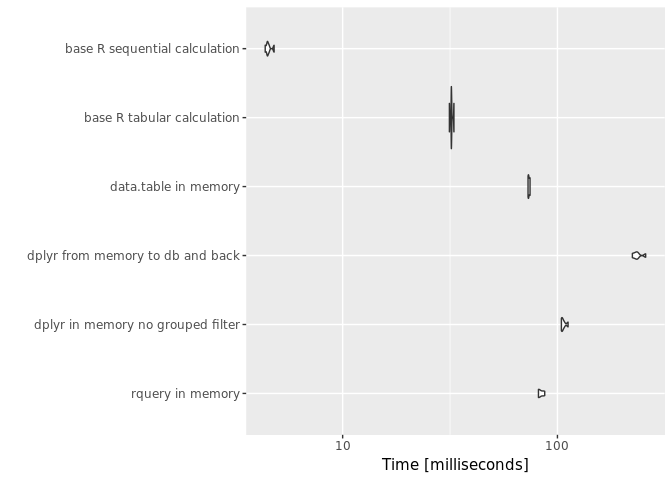 base R sequential calculation
base R tabular calculation
data.table in memory
dplyr from memory to db and back
dplyr in memory no grouped filter
rquery in memory
10 100
Time [milliseconds]